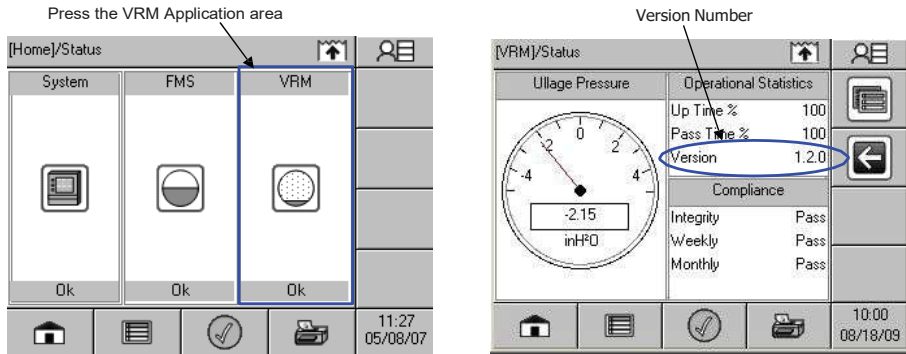 Press the VRM Application area
[Home]/Status
System
FMS
VRM
Ok
Ok
Ok
11:27
05/08/07
Version Number
[VRM]/Status
Ullage Pressure
-4
-2
0
2
4
-2.15
inH²O
Operational Statistics
Up Time % 100
Pass Time % 100
Version 1.2.0
Compliance
Integrity Pass
Weekly Pass
Monthly Pass
10:00
08/18/09